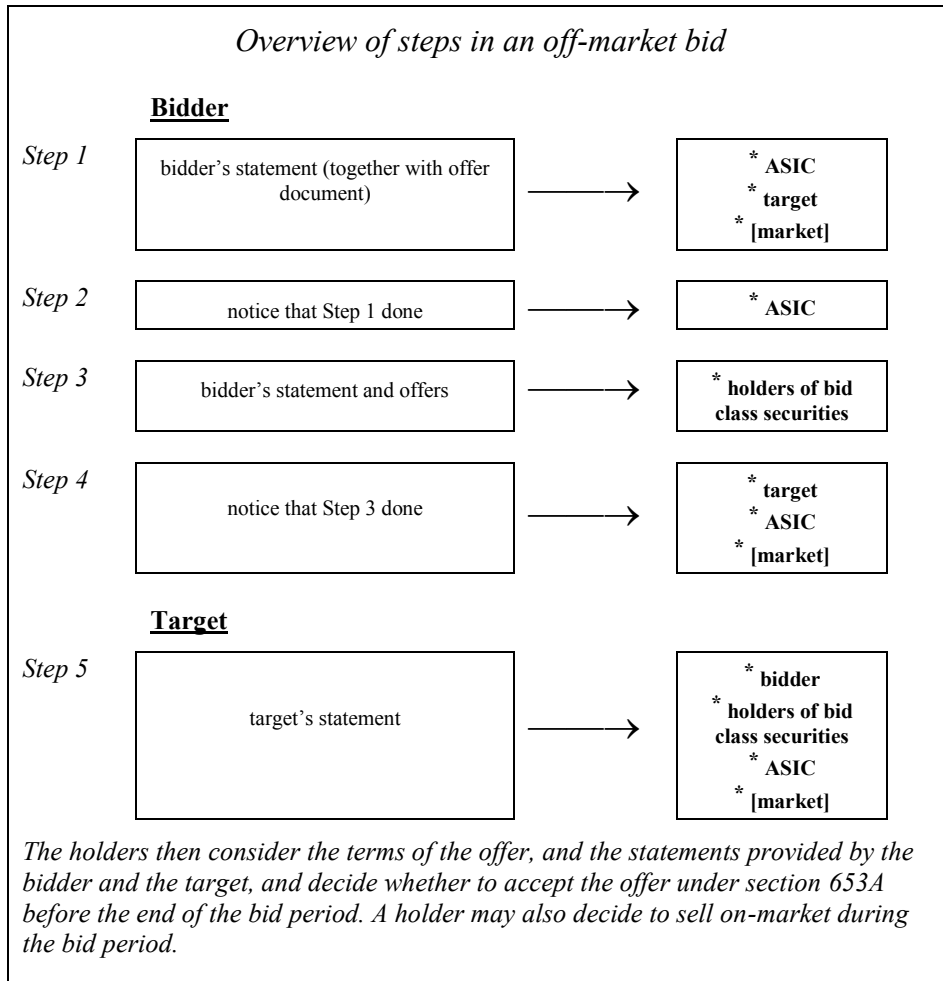 Overview of steps in an off-market bid
Bidder
Step 1
bidder’s statement (together with offer
document)
* ASIC
* target
* [market]
Step 2
notice that Step 1 done
* ASIC
Step 3
bidder’s statement and offers
* holders of bid
class securities
Step 4
notice that Step 3 done
* target
* ASIC
* [market]
Target
Step 5
target’s statement
* bidder
* holders of bid
class securities
* ASIC
* [market]
The holders then consider the terms of the offer, and the statements provided by the
bidder and the target, and decide whether to accept the offer under section 653A
before the end of the bid period. A holder may also decide to sell on-market during
the bid period.